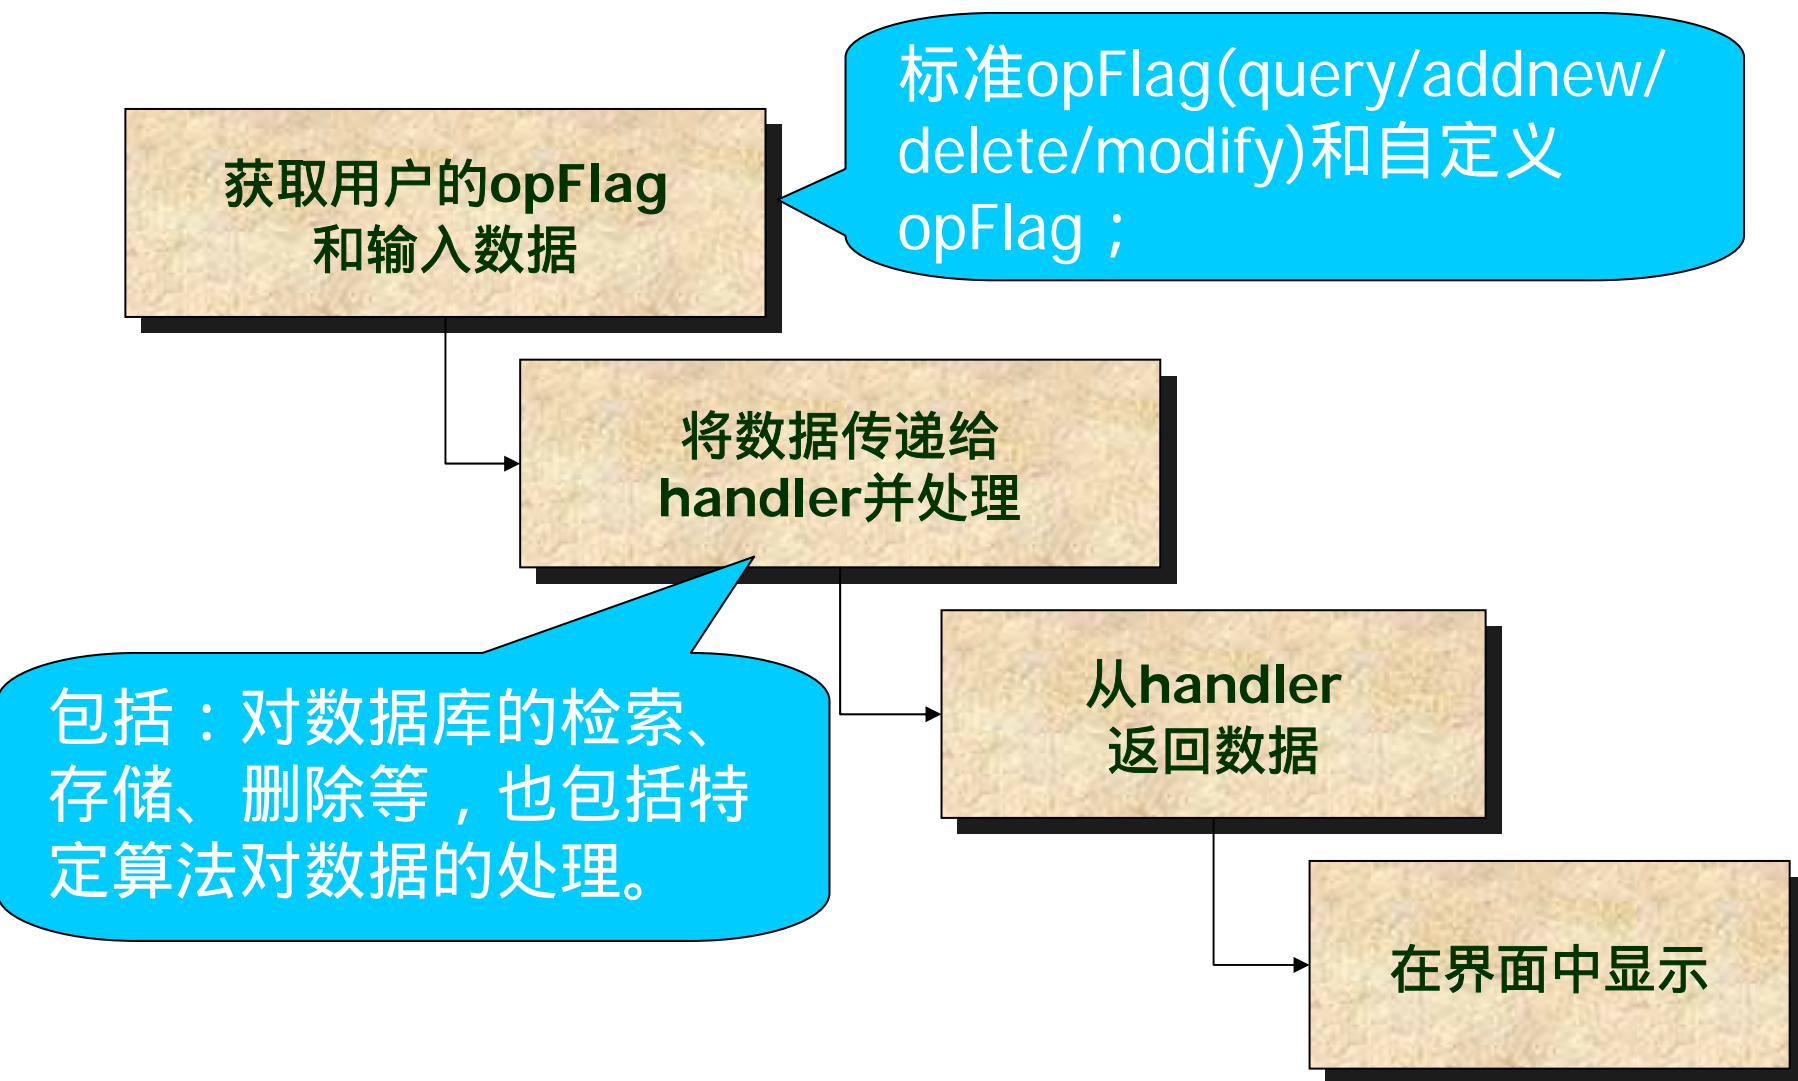 标准opFlag(query/addnew/
delete/modify)和自定义
opFlag；
获取用户的opFlag
和输入数据
将数据传递给
handler并处理
从handler
返回数据
包括：对数据库的检索、
存储、删除等，也包括特
定算法对数据的处理。
在界面中显示